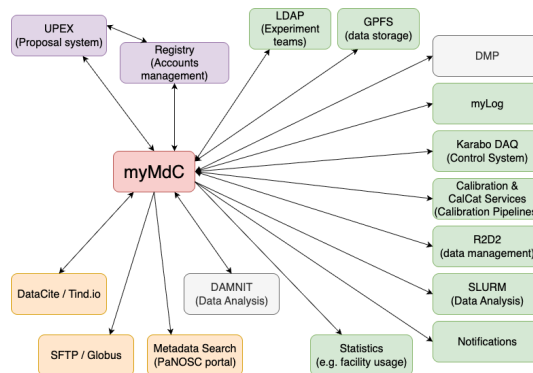 UPEX
(Proposal system)
Registry
(Accounts
management)
LDAP
(Experiment
teams)
GPFS
(data storage)
DMP
myLog
Karabo DAQ
(Control System)
Calibration &
CalCat Services
(Calibration Pipelines
R2D2
(data management)
SLURM
(Data Analysis)
Notifications
myMdC
DataCite / Tind.io
SFTP / Globus
Metadata Search
(PaNOSC portal)
DAMNIT
(Data Analysis)
Statistics
(e.g. facility usage)